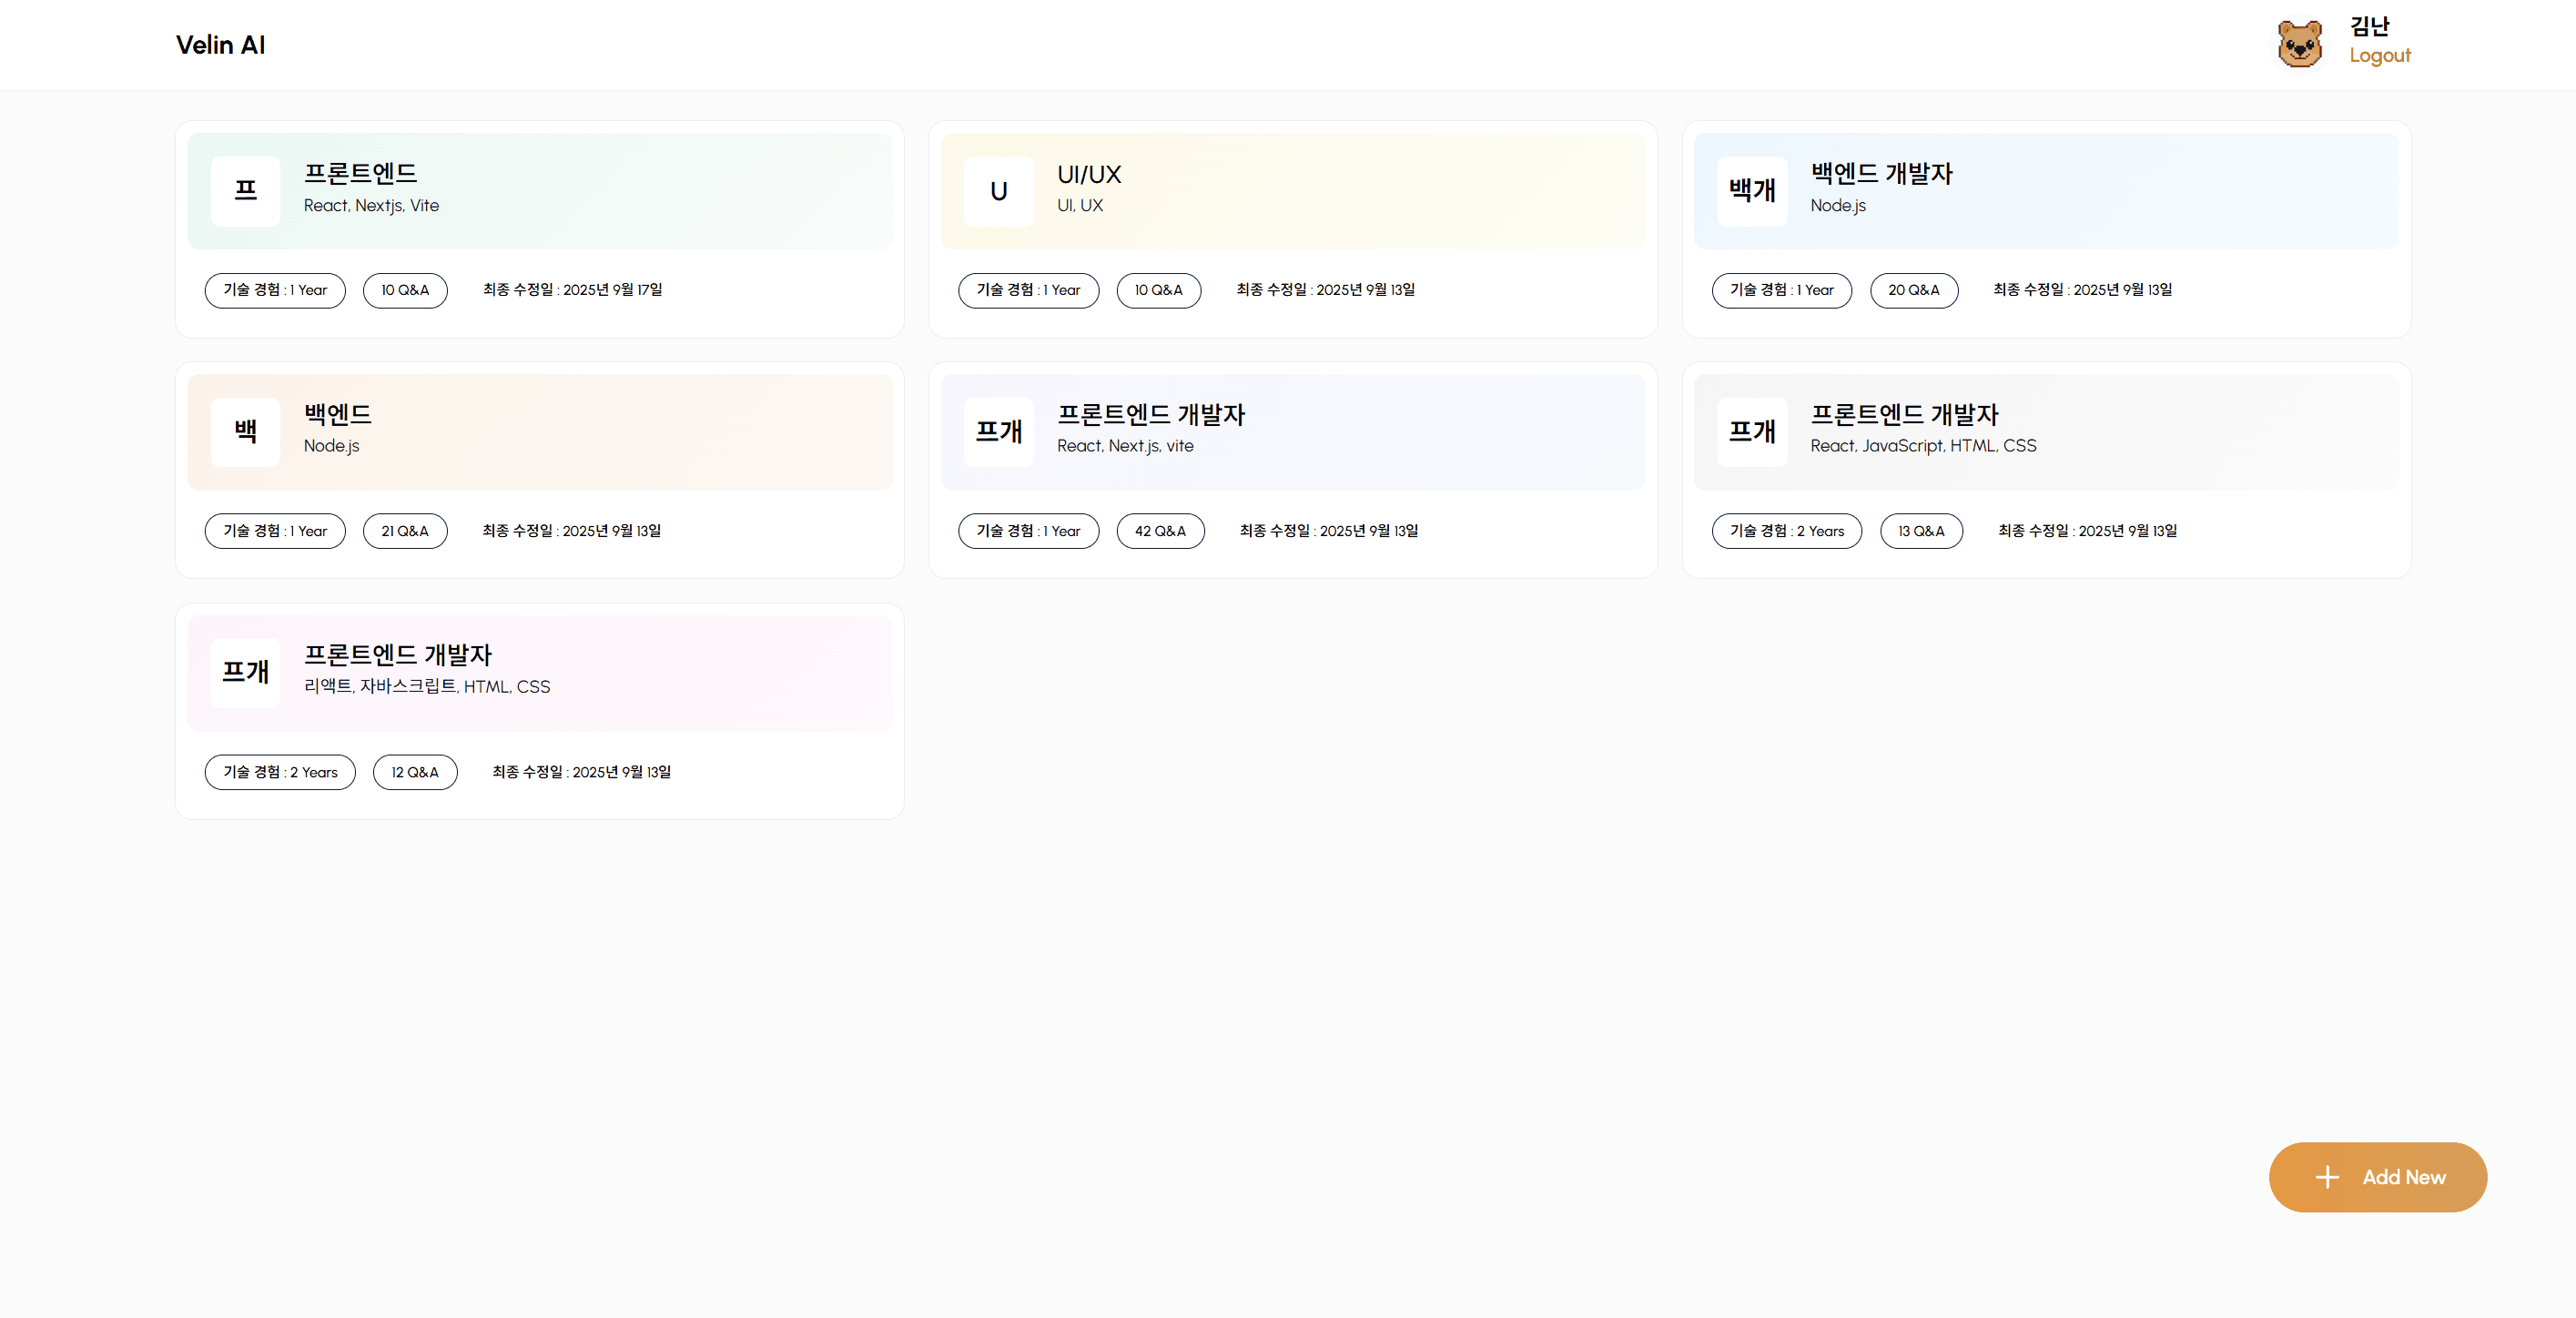 Velin AI
김난
Logout
프
프론트엔드
React, Nextjs, Vite
기술 경험 : 1 Year
10 Q&A
최종 수정일 : 2025년 9월 17일
U
UI/UX
UI, UX
기술 경험 : 1 Year
10 Q&A
최종 수정일 : 2025년 9월 13일
백개
백엔드 개발자
Node.js
기술 경험 : 1 Year
20 Q&A
최종 수정일 : 2025년 9월 13일
백
백엔드
Node.js
기술 경험 : 1 Year
21 Q&A
최종 수정일 : 2025년 9월 13일
프개
프론트엔드 개발자
React, Next.js, vite
기술 경험 : 1 Year
42 Q&A
최종 수정일 : 2025년 9월 13일
프개
프론트엔드 개발자
React, JavaScript, HTML, CSS
기술 경험 : 2 Years
13 Q&A
최종 수정일 : 2025년 9월 13일
프개
프론트엔드 개발자
리액트, 자바스크립트, HTML, CSS
기술 경험 : 2 Years
12 Q&A
최종 수정일 : 2025년 9월 13일
Add New